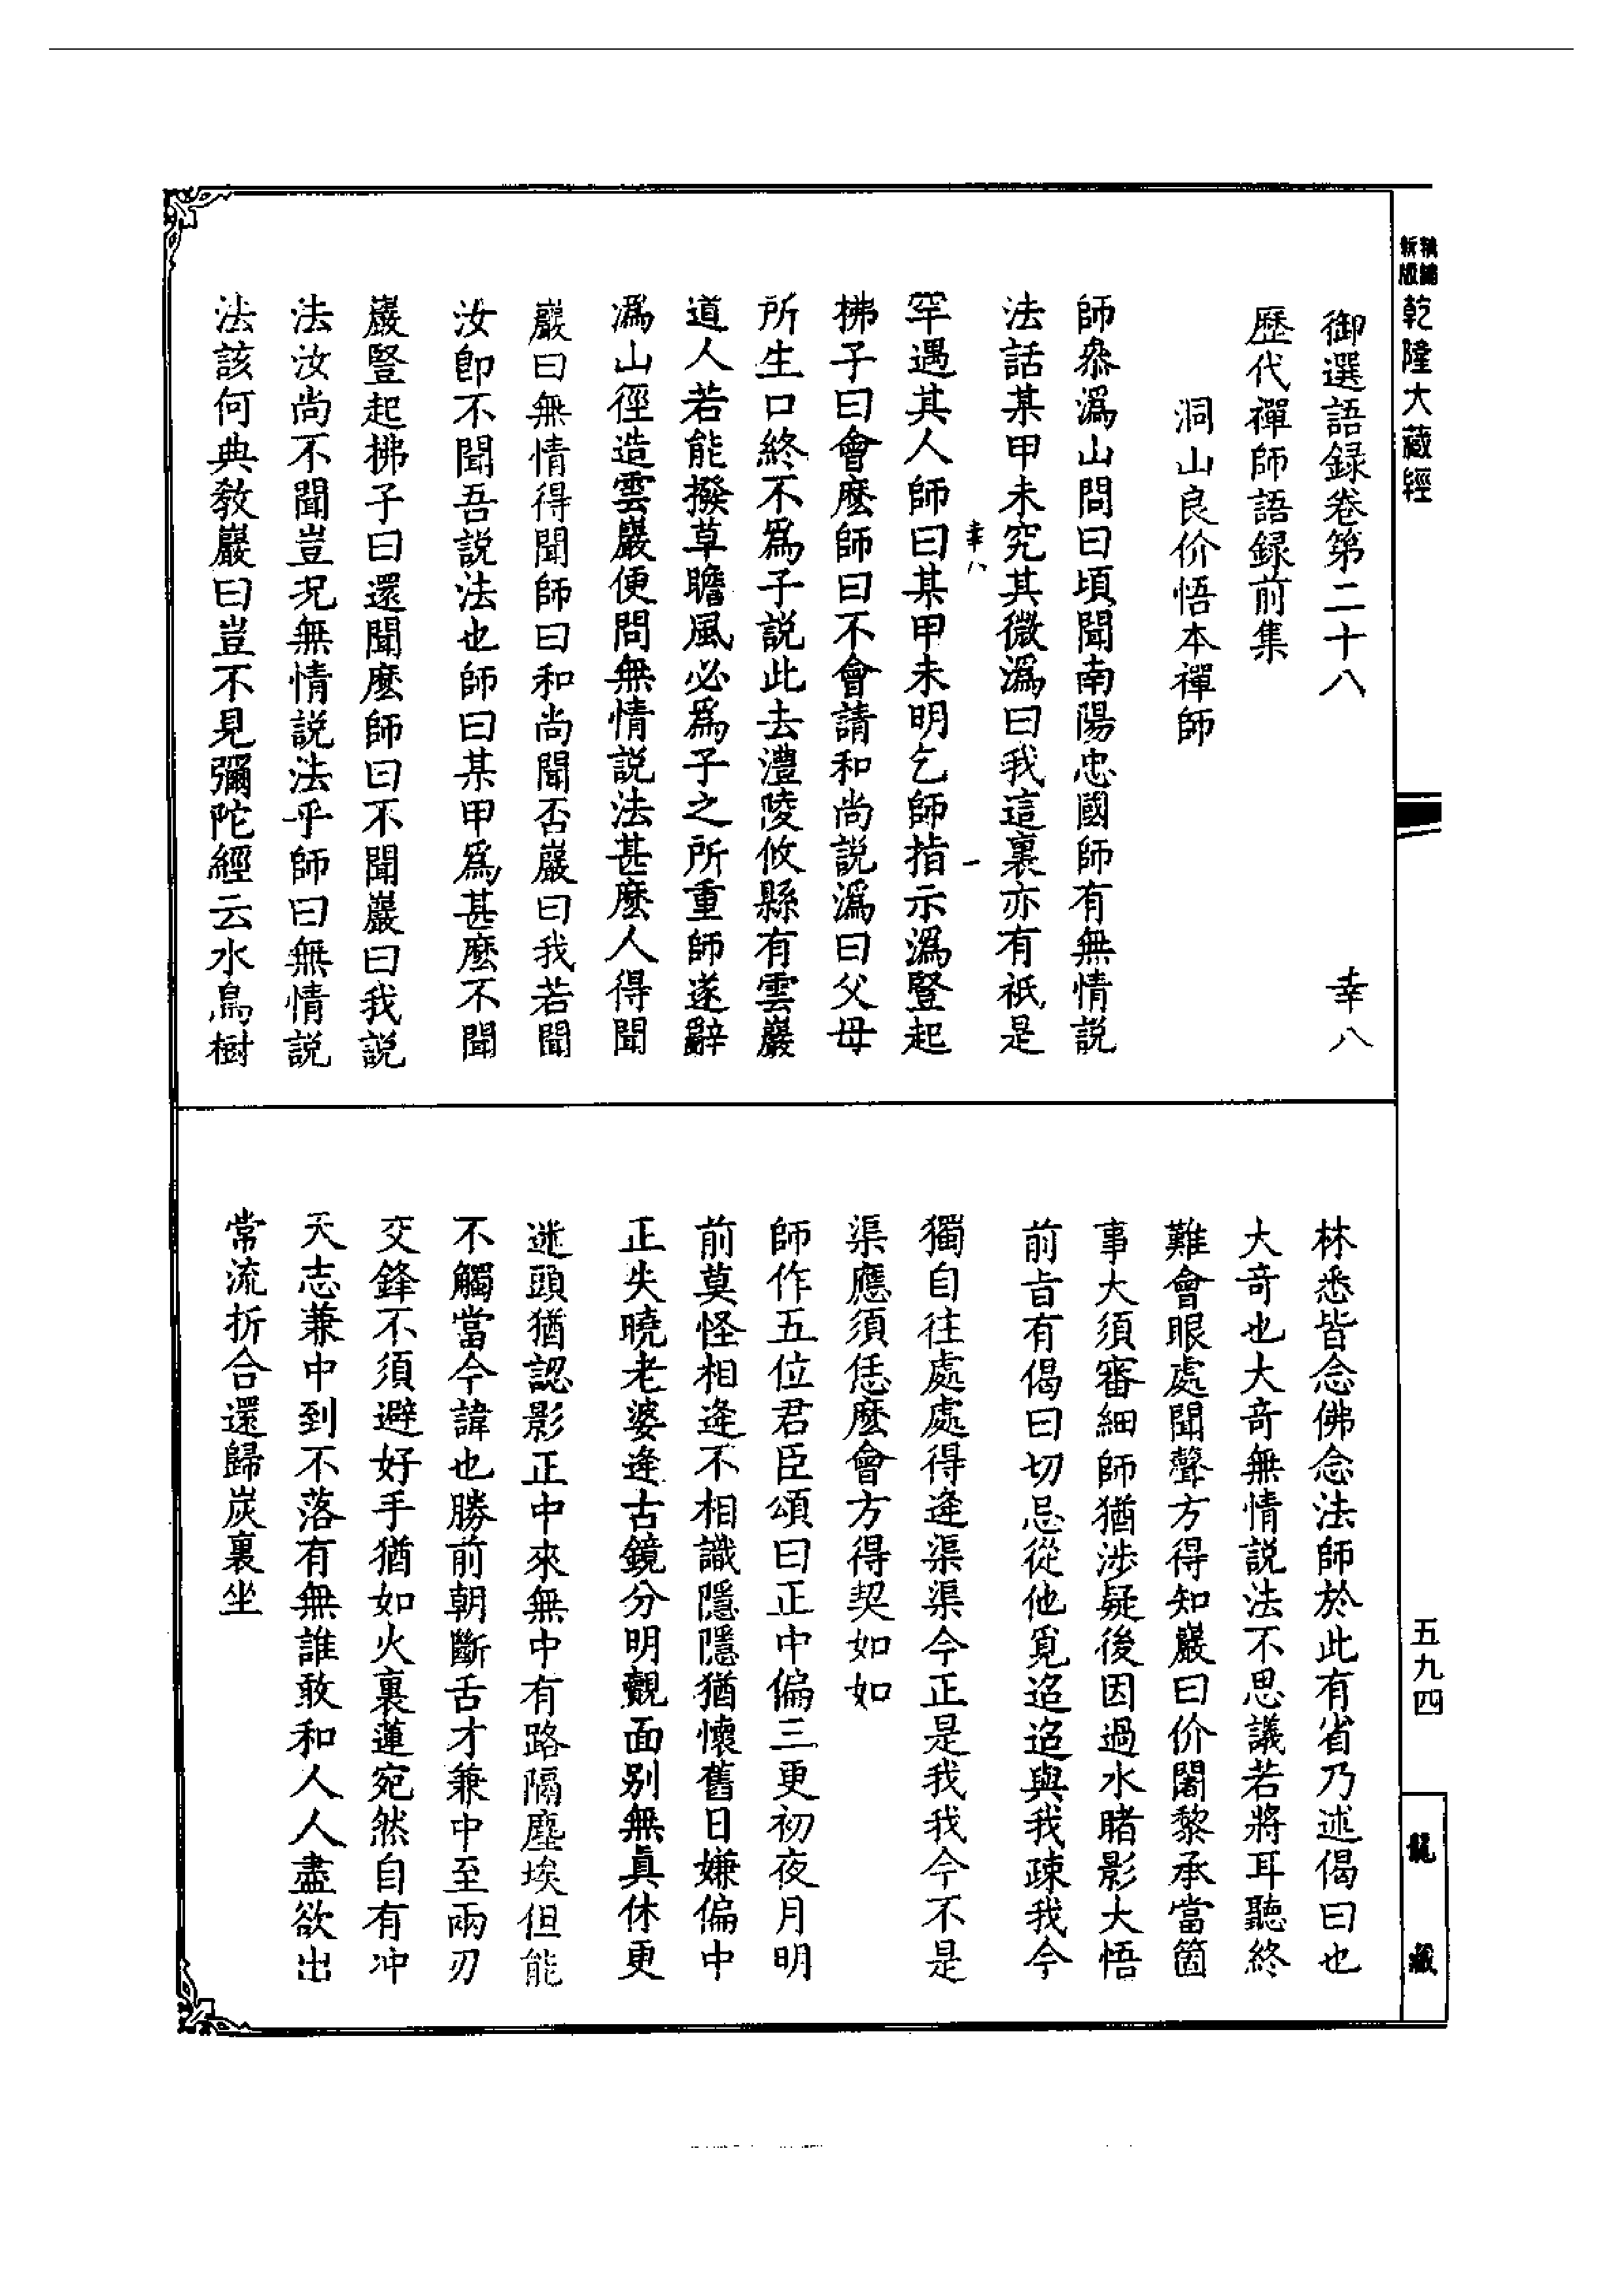 精繕
新版
乾隆大藏經
御選語録卷第二十八
幸八
歷代禪師語録前集
洞山良价悟本禪師
師叅溈山問曰頃聞南陽忠國師有無情説
法話某甲未究其微溈曰我這裏亦有祇是
幸八
一
罕遇其人師曰某甲未明乞師指示溈豎起
拂子曰會麽師曰不會請和尚説溈曰父母
所生口終不爲子説此去澧陵攸縣有雲巖
道人若能撥草瞻風必爲子之所重師遂辭
溈山徑造雲巖便問無情説法甚麽人得聞
巖曰無情得聞師曰和尚聞否巖曰我若聞
汝卽不聞吾説法也師曰某甲爲甚麽不聞
巖豎起拂子曰還聞麽師曰不聞巖曰我説
法汝尚不聞豈況無情説法乎師曰無情説
法該何典敎巖曰豈不見彌陀經云水鳥樹
林悉皆念佛念法師於此有省乃述偈曰也
大奇也大奇無情説法不思議若將耳聽終
難會眼處聞聲方得知巖曰价闍黎承當箇
事大須審細師猶涉疑後因過水睹影大悟
前旨有偈曰切忌從他覓迢迢與我疎我今
獨自往處處得逢渠渠今正是我我今不是
渠應須恁麽會方得契如如
師作五位君臣頌曰正中偏三更初夜月明
前莫怪相逢不相識隱隱猶懷舊日嫌偏中
正失曉老婆逢古鏡分明覿面别無眞休更
迷頭猶認影正中來無中有路隔塵埃但能
不觸當今諱也勝前朝斷舌才兼中至兩刃
交鋒不須避好手猶如火裏蓮宛然自有冲
天志兼中到不落有無誰敢和人人盡欲出
常流折合還歸炭裏坐
五九四
龍藏